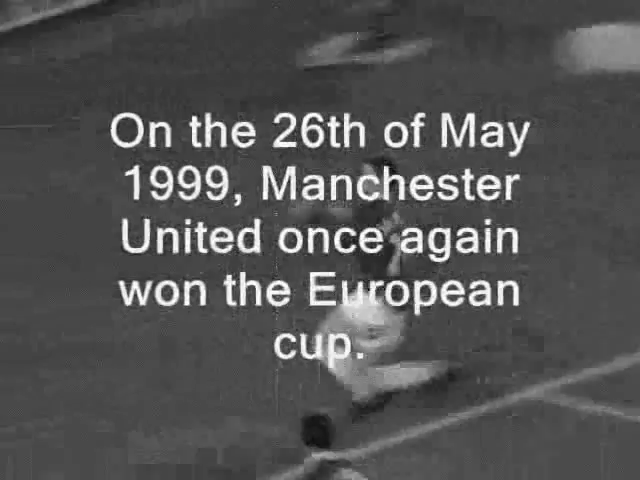 On the 26th of May
1999, Manchester
United once again
won the European
cup.